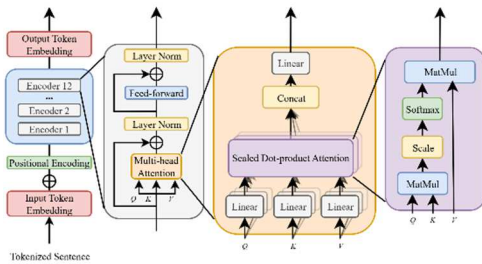 Output Token
Embedding
Encoder 12
...
Encoder 2
Encoder 1
Positional Encoding
Input Token
Embedding
Tokenized Sentence
Layer Norm
Feed-forward
Layer Norm
Multi-head
Attention
Q K V
Linear
Concat
Scaled Dot-product Attention
Linear Linear Linear
Q K V
MatMul
Softmax
Scale
MatMul
Q K V